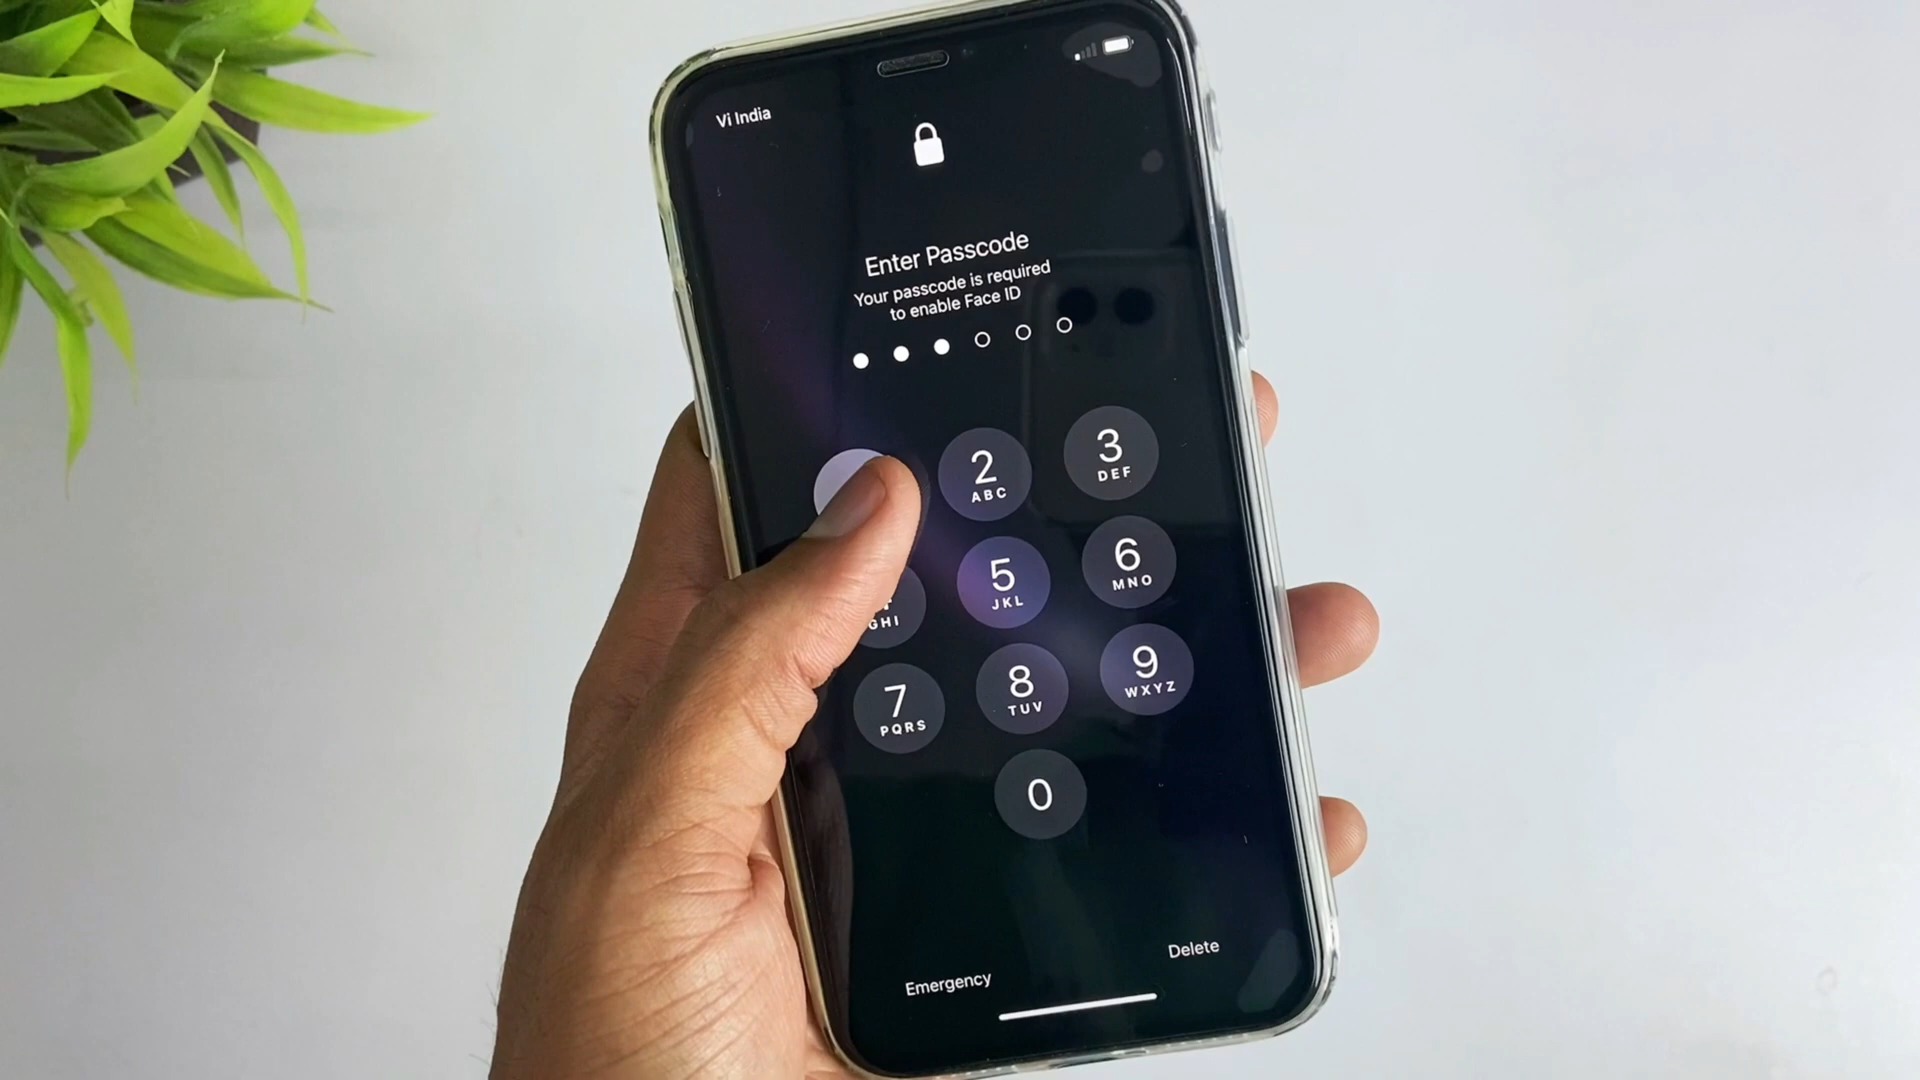 Vi India
Enter Passcode
Your passcode is required
to enable Face ID
2
ABC
3
DEF
GHI
5
JKL
6
MNO
7
PQRS
8
TUV
9
WXYZ
0
Delete
Emergency